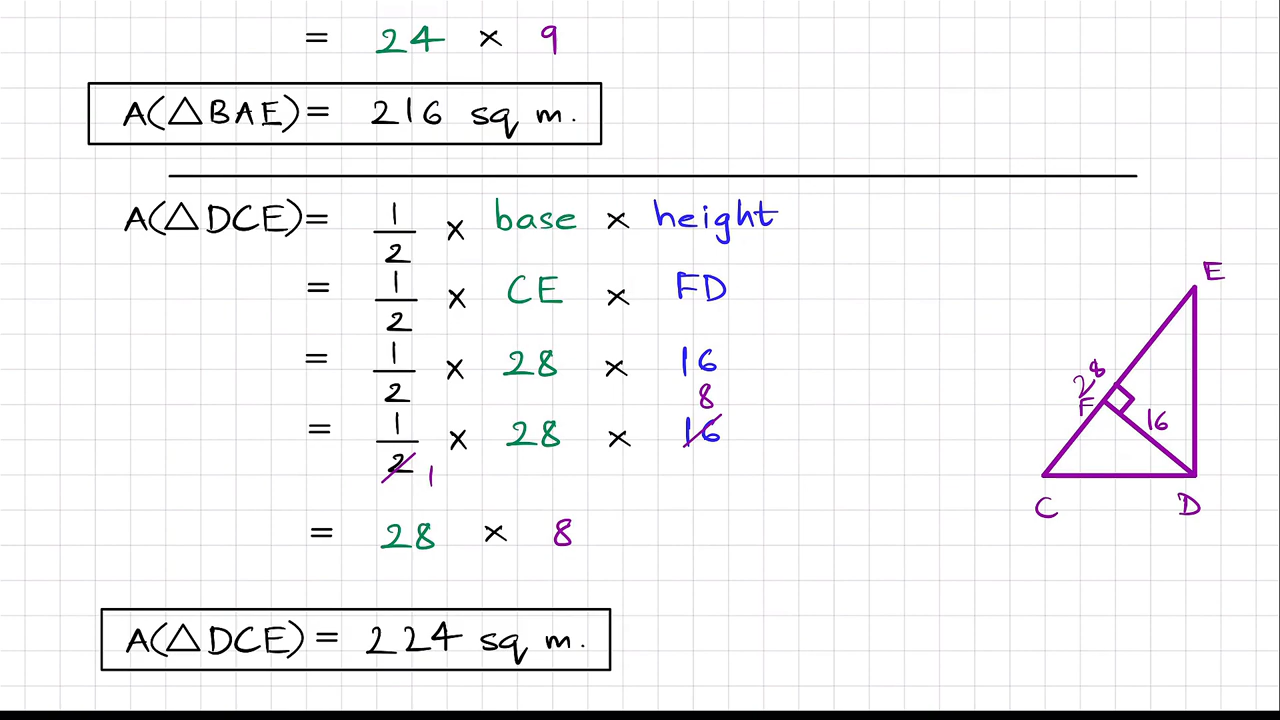 = 24 × 9
A(△BAE) = 216 sq m.
A(△DCE) = 1/2 × base × height
= 1/2 × CE × FD
= 1/2 × 28 × 16
8
= 1/2 × 28 × 16
1
= 28 × 8
A(△DCE) = 224 sq m.
E
28
F
16
C
D